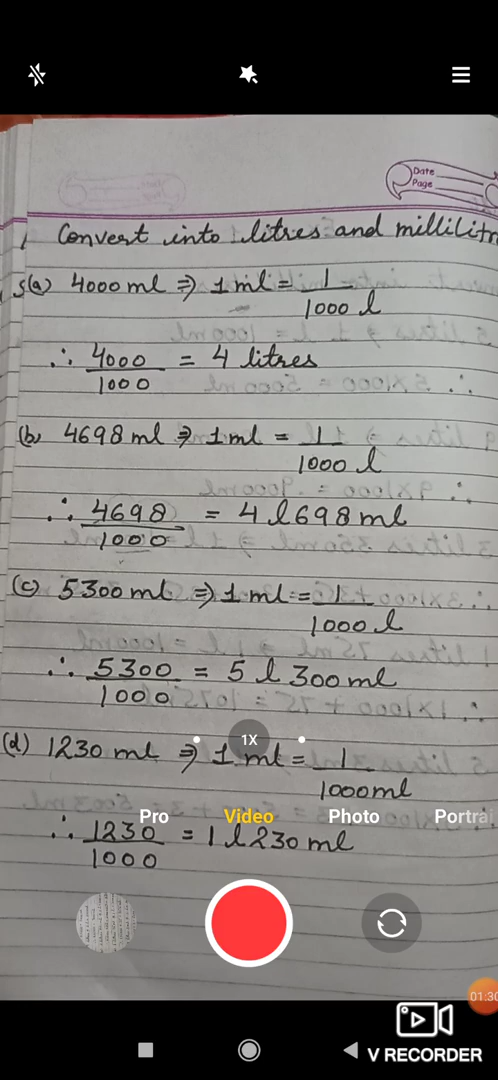 Date
Page
Convert into litres and millilitr
5(a) 4000 ml ⇒ 1 ml = 1/1000 l
∴ 4000/1000 = 4 litres
(b) 4698 ml ⇒ 1 ml = 1/1000 l
∴ 4698/1000 = 4 l 698 ml
(c) 5300 ml ⇒ 1 ml = 1/1000 l
∴ 5300/1000 = 5 l 300 ml
1X
(d) 1230 ml ⇒ 1 ml = 1/1000 ml
Pro Video Photo Portrai
∴ 1230/1000 = 1 l 230 ml
01:30
V RECORDER